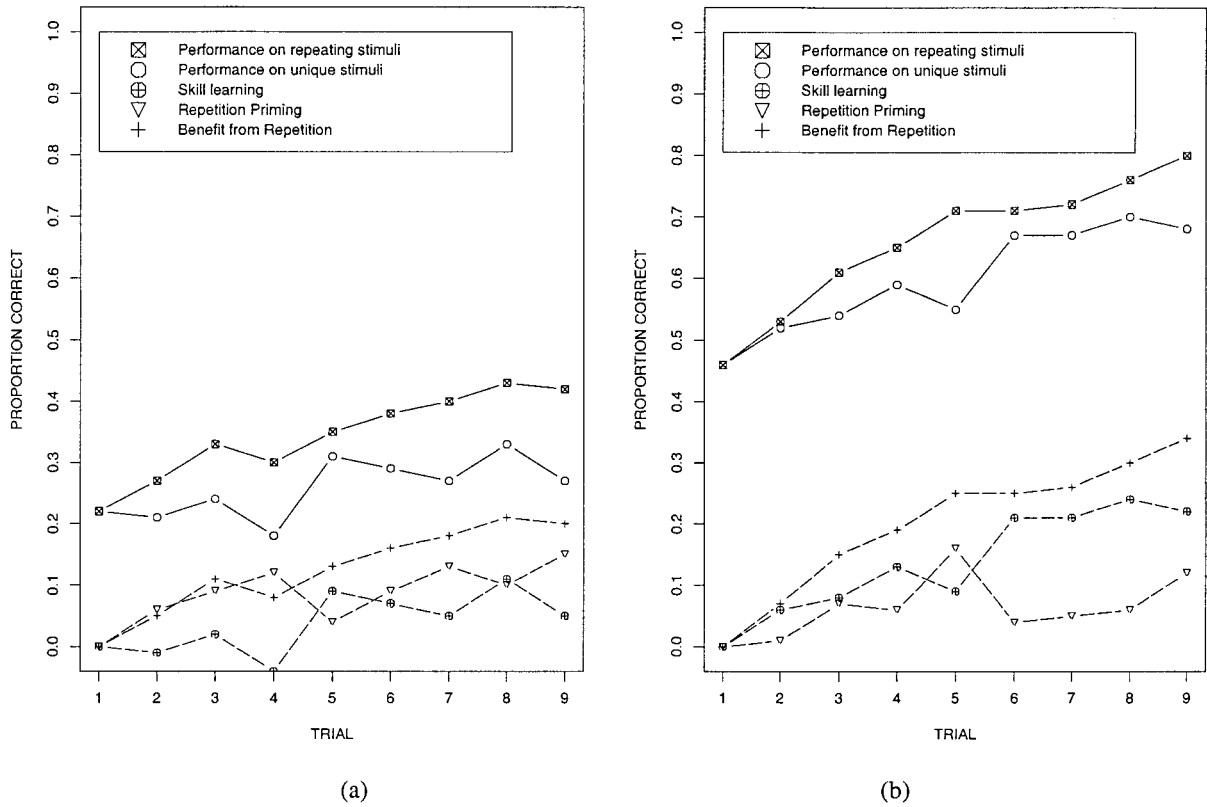 1.0
0.9
0.8
0.7
0.6
0.5
0.4
0.3
0.2
0.1
0.0
PROPORTION CORRECT
Performance on repeating stimuli
Performance on unique stimuli
Skill learning
Repetition Priming
Benefit from Repetition
1 2 3 4 5 6 7 8 9
TRIAL
(a)
1.0
0.9
0.8
0.7
0.6
0.5
0.4
0.3
0.2
0.1
0.0
PROPORTION CORRECT
Performance on repeating stimuli
Performance on unique stimuli
Skill learning
Repetition Priming
Benefit from Repetition
1 2 3 4 5 6 7 8 9
TRIAL
(b)